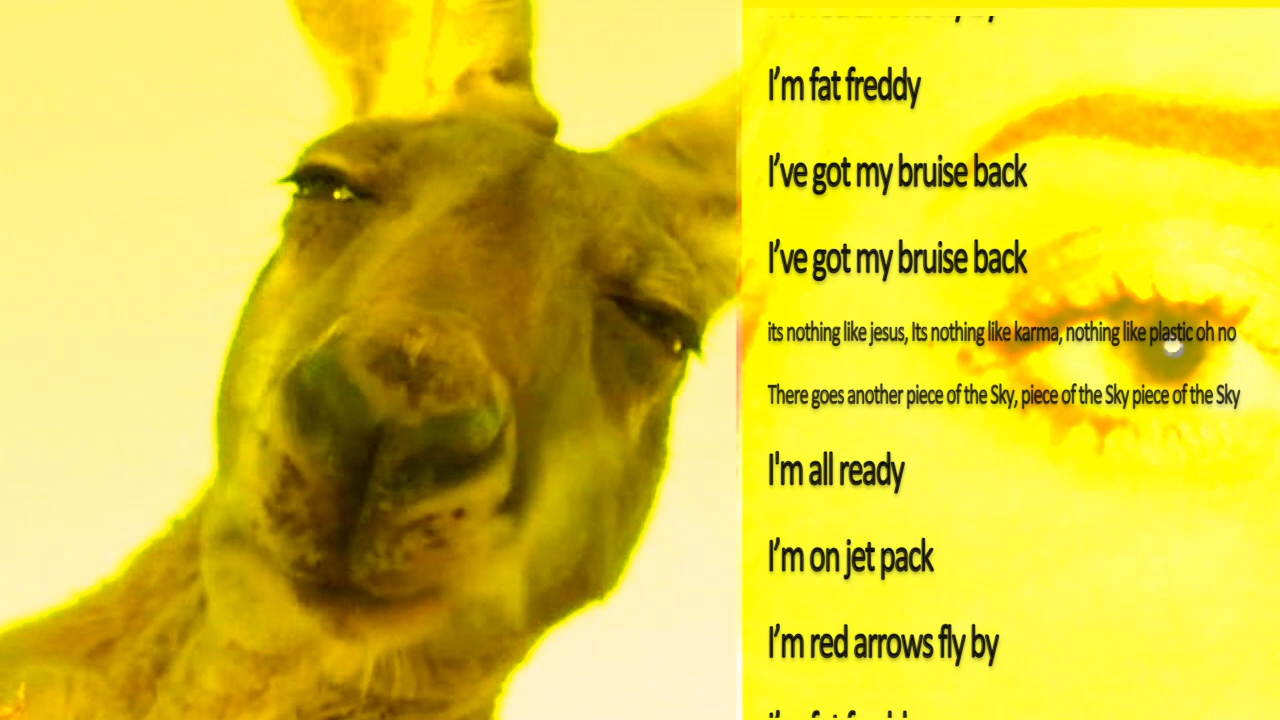 I'm fat freddy
I've got my bruise back
I've got my bruise back
its nothing like jesus, Its nothing like karma, nothing like plastic oh no
There goes another piece of the Sky, piece of the Sky piece of the Sky
I'm all ready
I'm on jet pack
I'm red arrows fly by